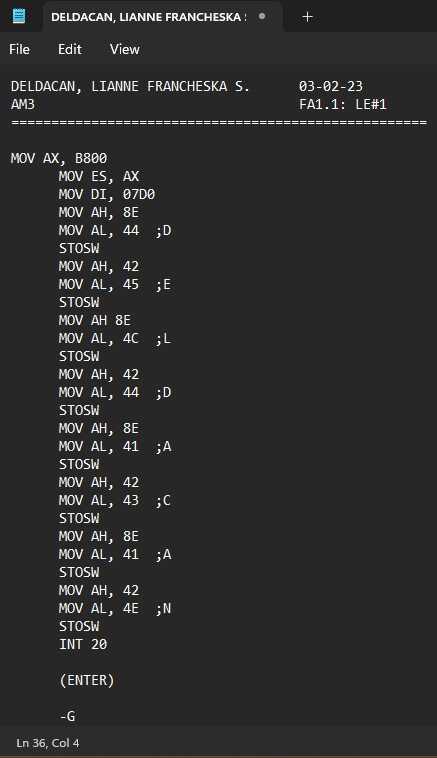 DELDACAN, LIANNE FRANCHESKA S
File Edit View
DELDACAN, LIANNE FRANCHESKA S. 03-02-23
AM3 FA1.1: LE#1
====================================================
MOV AX, B800
MOV ES, AX
MOV DI, 07D0
MOV AH, 8E
MOV AL, 44 ;D
STOSW
MOV AH, 42
MOV AL, 45 ;E
STOSW
MOV AH 8E
MOV AL, 4C ;L
STOSW
MOV AH, 42
MOV AL, 44 ;D
STOSW
MOV AH, 8E
MOV AL, 41 ;A
STOSW
MOV AH, 42
MOV AL, 43 ;C
STOSW
MOV AH, 8E
MOV AL, 41 ;A
STOSW
MOV AH, 42
MOV AL, 4E ;N
STOSW
INT 20
(ENTER)
-G
Ln 36, Col 4